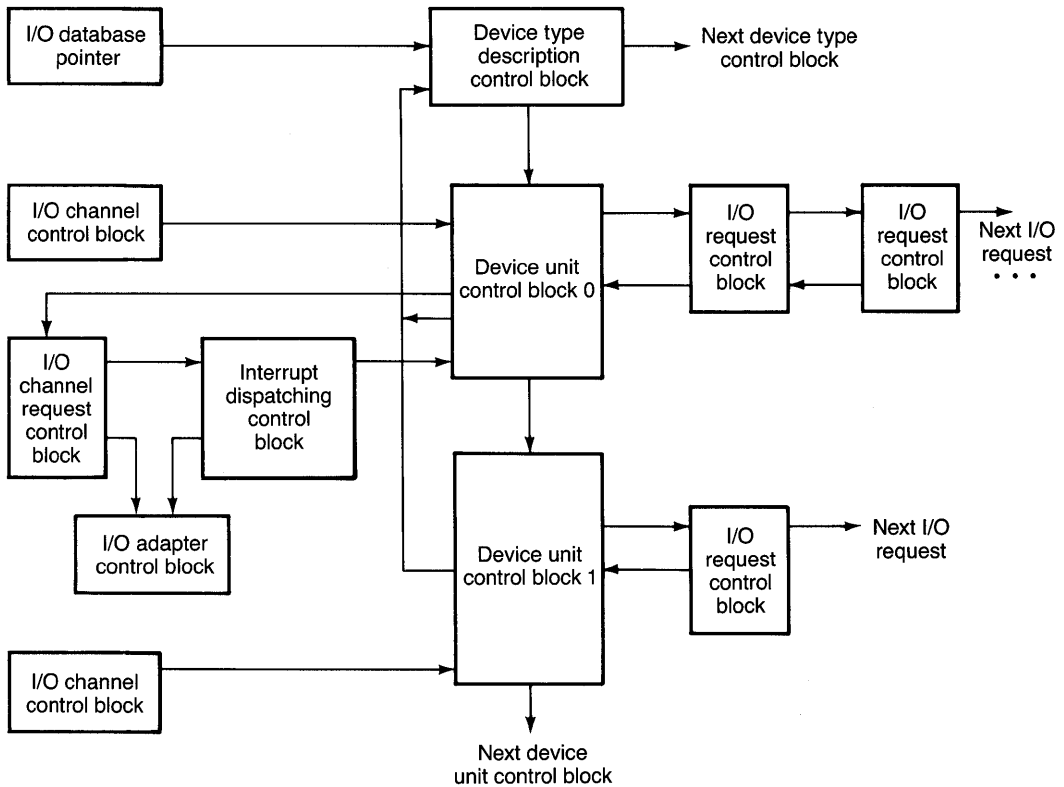 I/O database
pointer
Device type
description
control block
Next device type
control block
I/O channel
control block
Device unit
control block 0
I/O
request
control
block
I/O
request
control
block
Next I/O
request
• • •
I/O
channel
request
control
block
Interrupt
dispatching
control
block
I/O adapter
control block
Device unit
control block 1
I/O
request
control
block
Next I/O
request
I/O channel
control block
Next device
unit control block